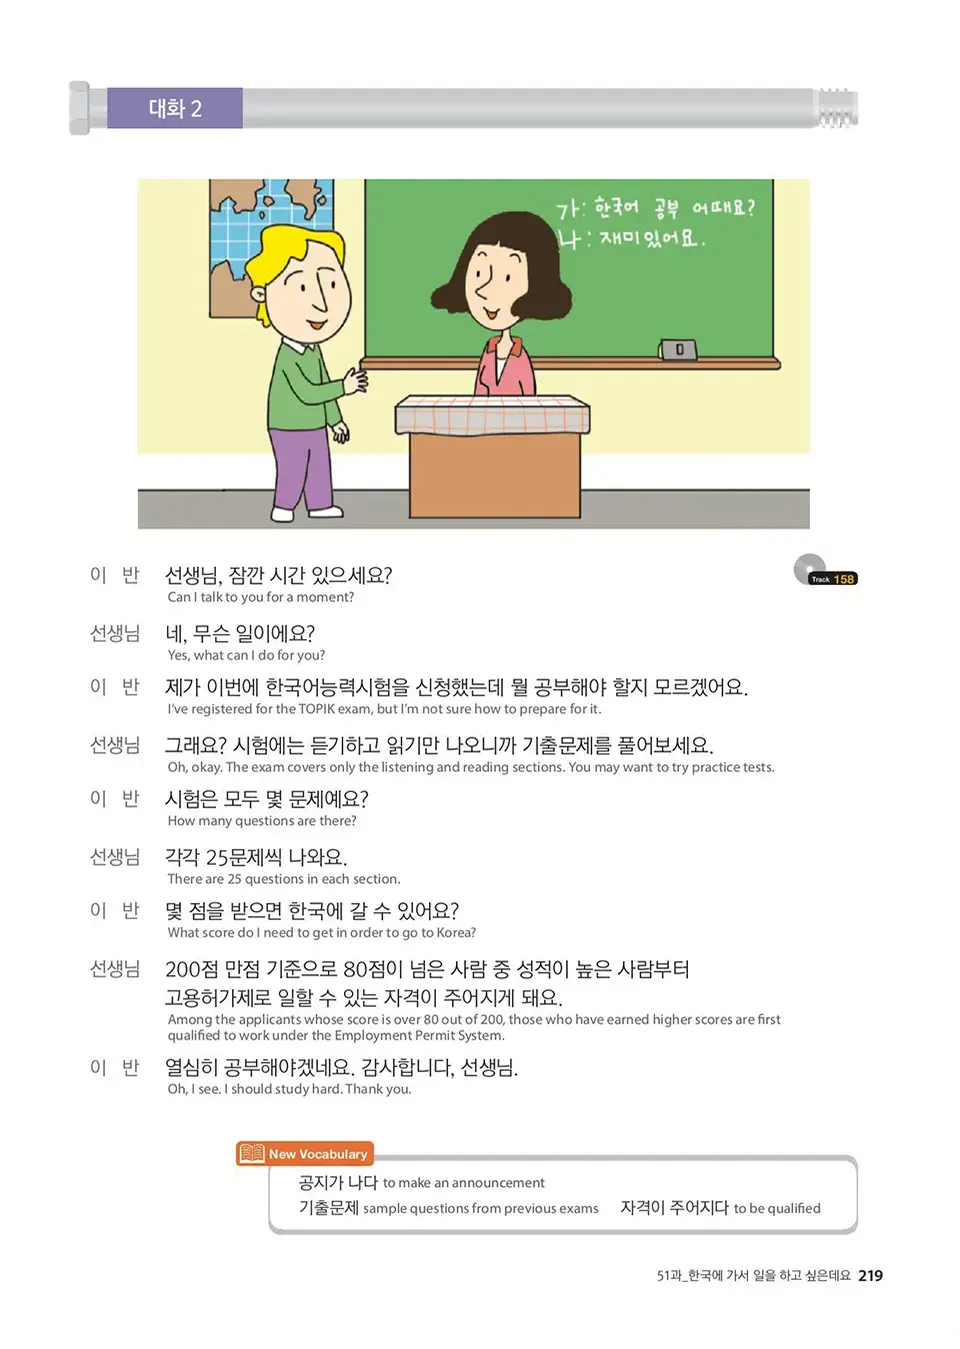 대화 2
가: 한국어 공부 어때요?
나: 재미있어요.
이 반 선생님, 잠깐 시간 있으세요?
Can I talk to you for a moment?
Track 158
선생님 네, 무슨 일이에요?
Yes, what can I do for you?
이 반 제가 이번에 한국어능력시험을 신청했는데 뭘 공부해야 할지 모르겠어요.
I've registered for the TOPIK exam, but I'm not sure how to prepare for it.
선생님 그래요? 시험에는 듣기하고 읽기만 나오니까 기출문제를 풀어보세요.
Oh, okay. The exam covers only the listening and reading sections. You may want to try practice tests.
이 반 시험은 모두 몇 문제예요?
How many questions are there?
선생님 각각 25문제씩 나와요.
There are 25 questions in each section.
이 반 몇 점을 받으면 한국에 갈 수 있어요?
What score do I need to get in order to go to Korea?
선생님 200점 만점 기준으로 80점이 넘은 사람 중 성적이 높은 사람부터
고용허가제로 일할 수 있는 자격이 주어지게 돼요.
Among the applicants whose score is over 80 out of 200, those who have earned higher scores are first
qualified to work under the Employment Permit System.
이 반 열심히 공부해야겠네요. 감사합니다, 선생님.
Oh, I see. I should study hard. Thank you.
New Vocabulary
공지가 나다 to make an announcement
기출문제 sample questions from previous exams 자격이 주어지다 to be qualified
51과_한국에 가서 일을 하고 싶은데요 219